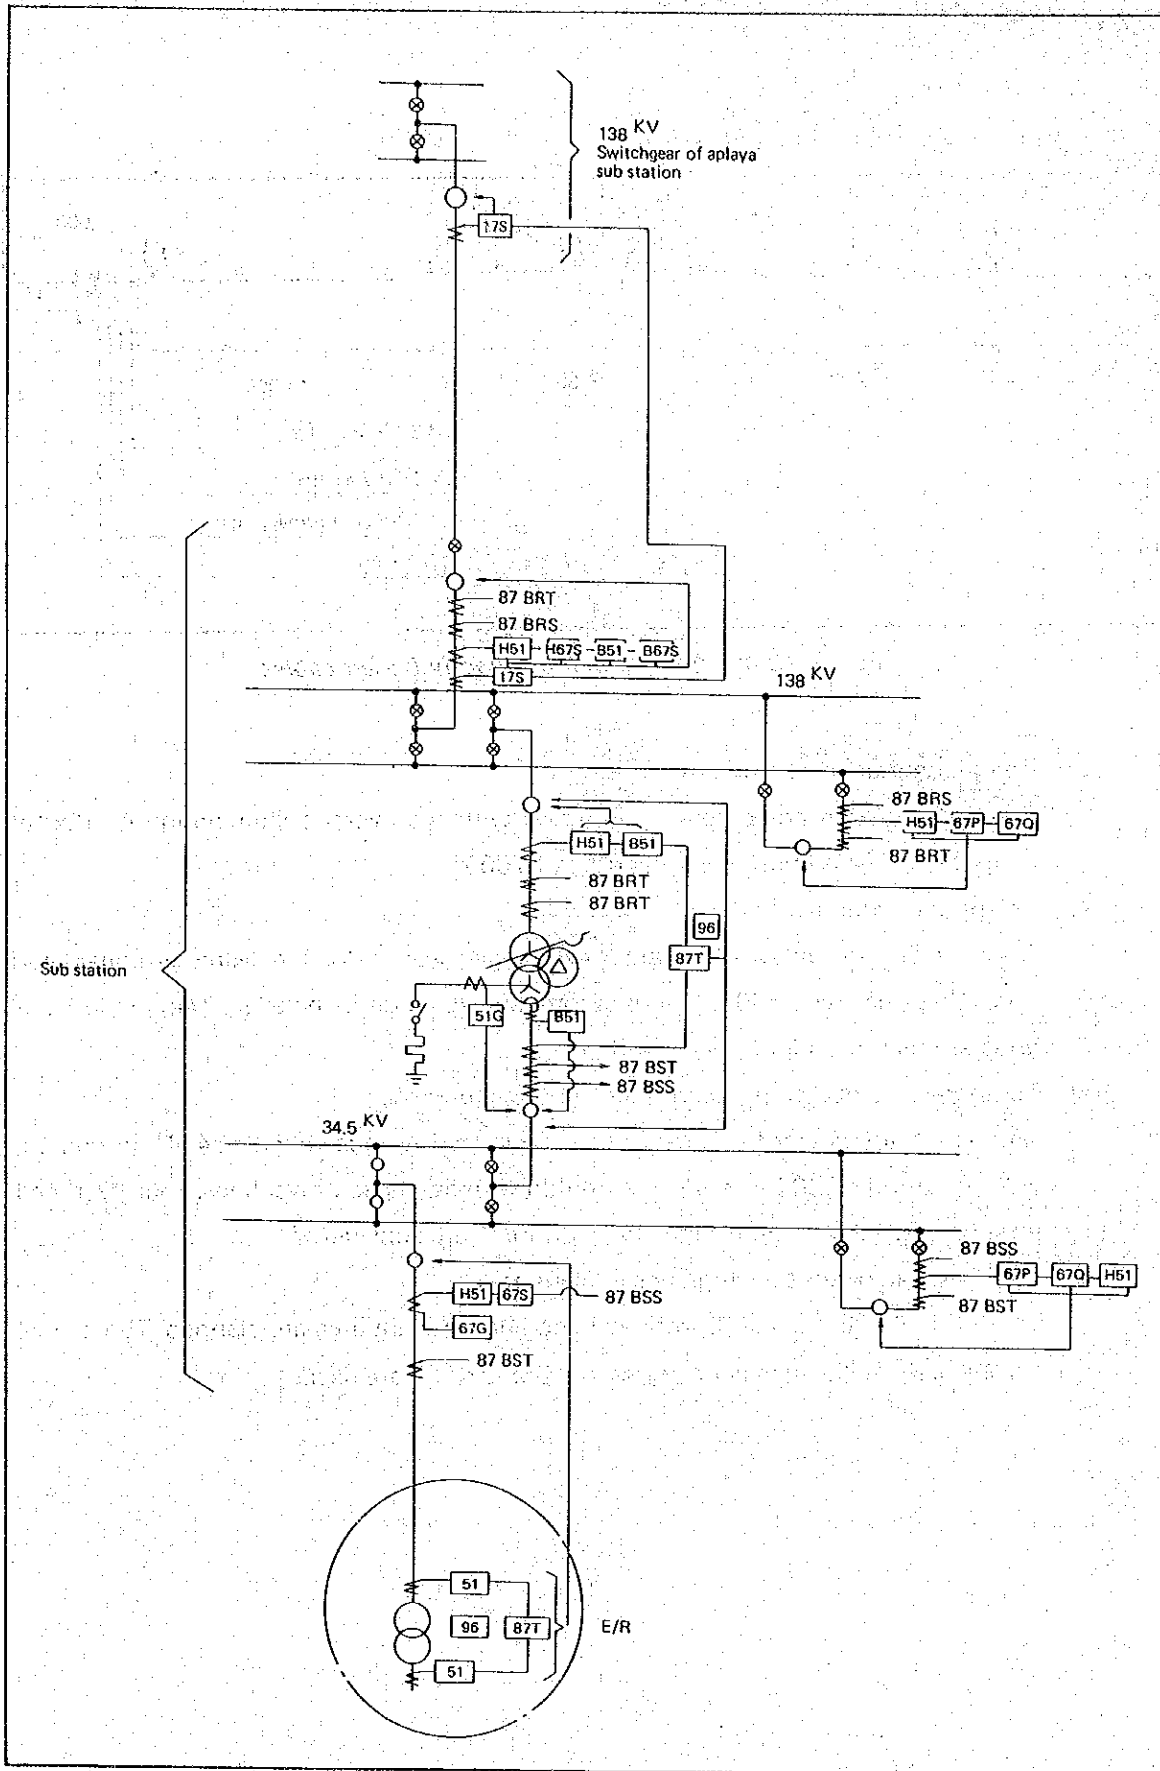 138 KV
Switchgear of aplaya
sub station
17S
87 BRT
87 BRS
H51 H67S B51 B67S
17S
138 KV
87 BRS
H51 67P 67Q
87 BRT
H51 B51
87 BRT
87 BRT
96
87T
Sub station
51G
B51
87 BST
87 BSS
34.5 KV
87 BSS
67P 67Q H51
87 BST
H51 67S 87 BSS
67G
87 BST
51
96 87T
E/R
51